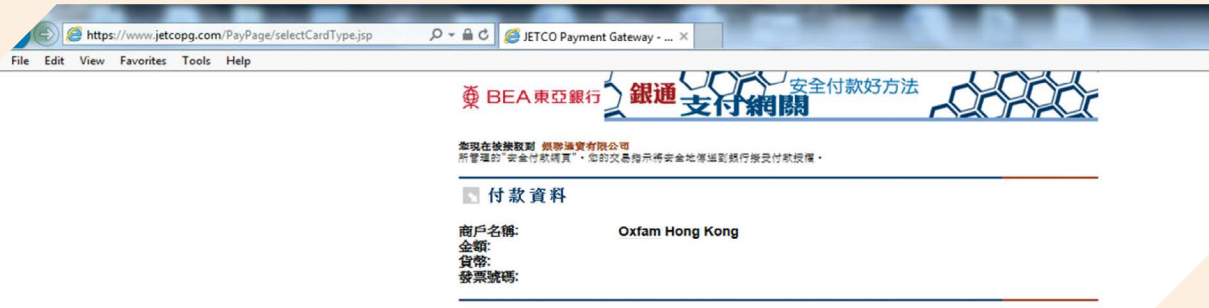 https://www.jetcopg.com/PayPage/selectCardType.jsp
JETCO Payment Gateway - ...
File Edit View Favorites Tools Help
BEA東亞銀行
銀通
支付網關
安全付款好方法
您現在被接駁到 銀聯通寶有限公司
所管理的"安全付款網頁"。您的交易指示將安全地傳送到銀行接受付款授權。
付款資料
商戶名稱: Oxfam Hong Kong
金額:
貨幣:
發票號碼: